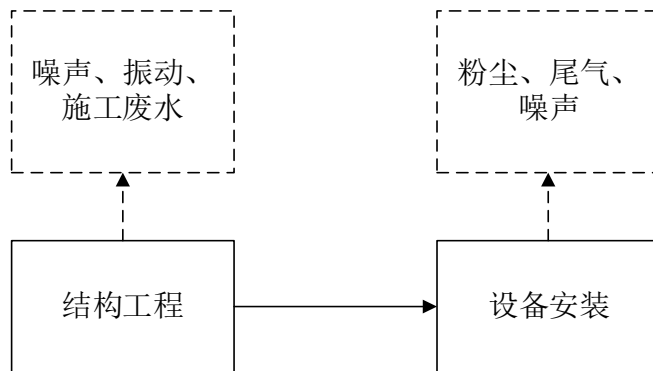 噪声、振动、
施工废水
粉尘、尾气、
噪声
结构工程
设备安装